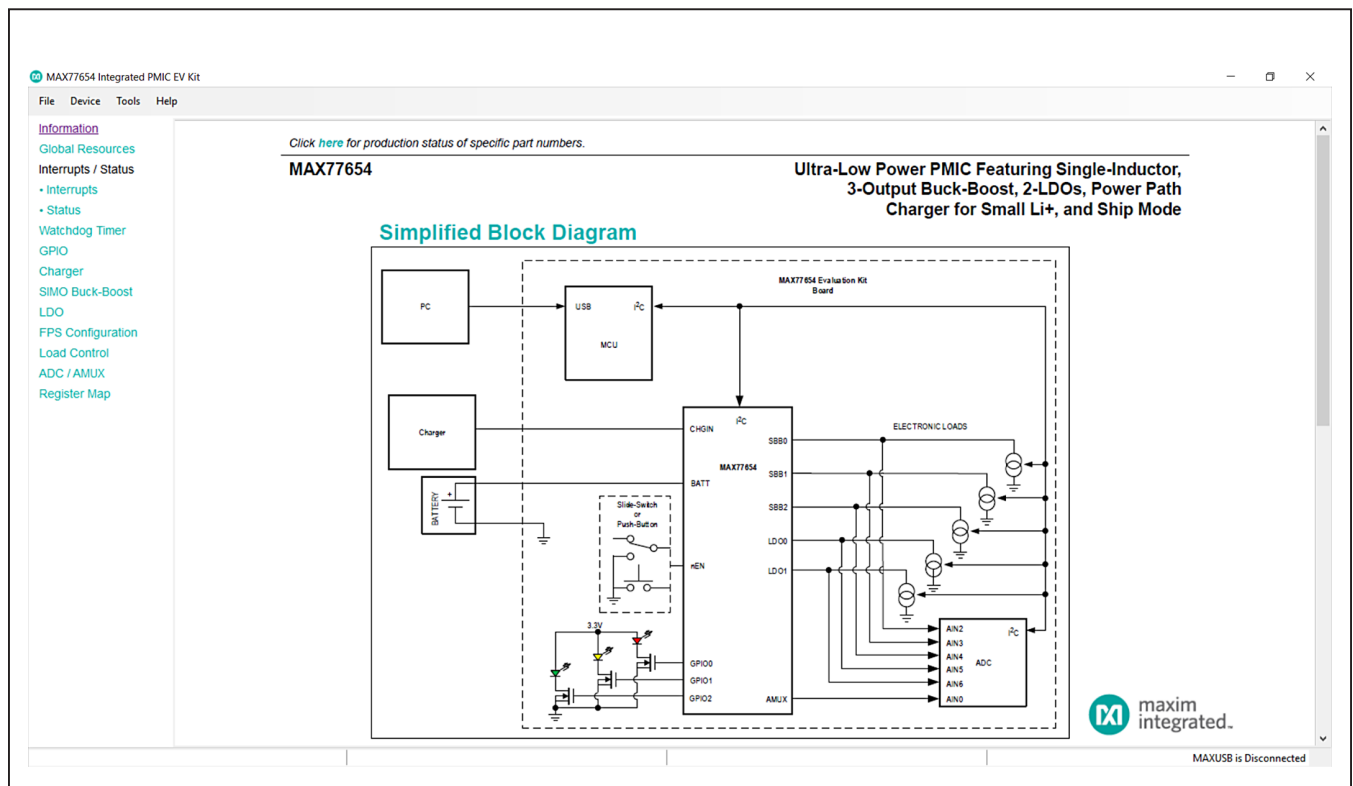 MAX77654 Integrated PMIC EV Kit
File Device Tools Help
Information
Global Resources
Interrupts / Status
• Interrupts
• Status
Watchdog Timer
GPIO
Charger
SIMO Buck-Boost
LDO
FPS Configuration
Load Control
ADC / AMUX
Register Map
Click here for production status of specific part numbers.
MAX77654
Ultra-Low Power PMIC Featuring Single-Inductor,
3-Output Buck-Boost, 2-LDOs, Power Path
Charger for Small Li+, and Ship Mode
Simplified Block Diagram
MAX77654 Evaluation Kit
Board
PC
USB
I²C
MCU
Charger
CHGIN
I²C
MAX77654
BATT
BATTERY
+
Slide-Switch
or
Push-Button
nEN
3.3V
GPIO0
GPIO1
GPIO2
SBB0
SBB1
SBB2
LDO0
LDO1
AMUX
ELECTRONIC LOADS
AIN2
AIN3
AIN4
AIN5
AIN6
AIN0
I²C
ADC
maxim
integrated™
MAXUSB is Disconnected